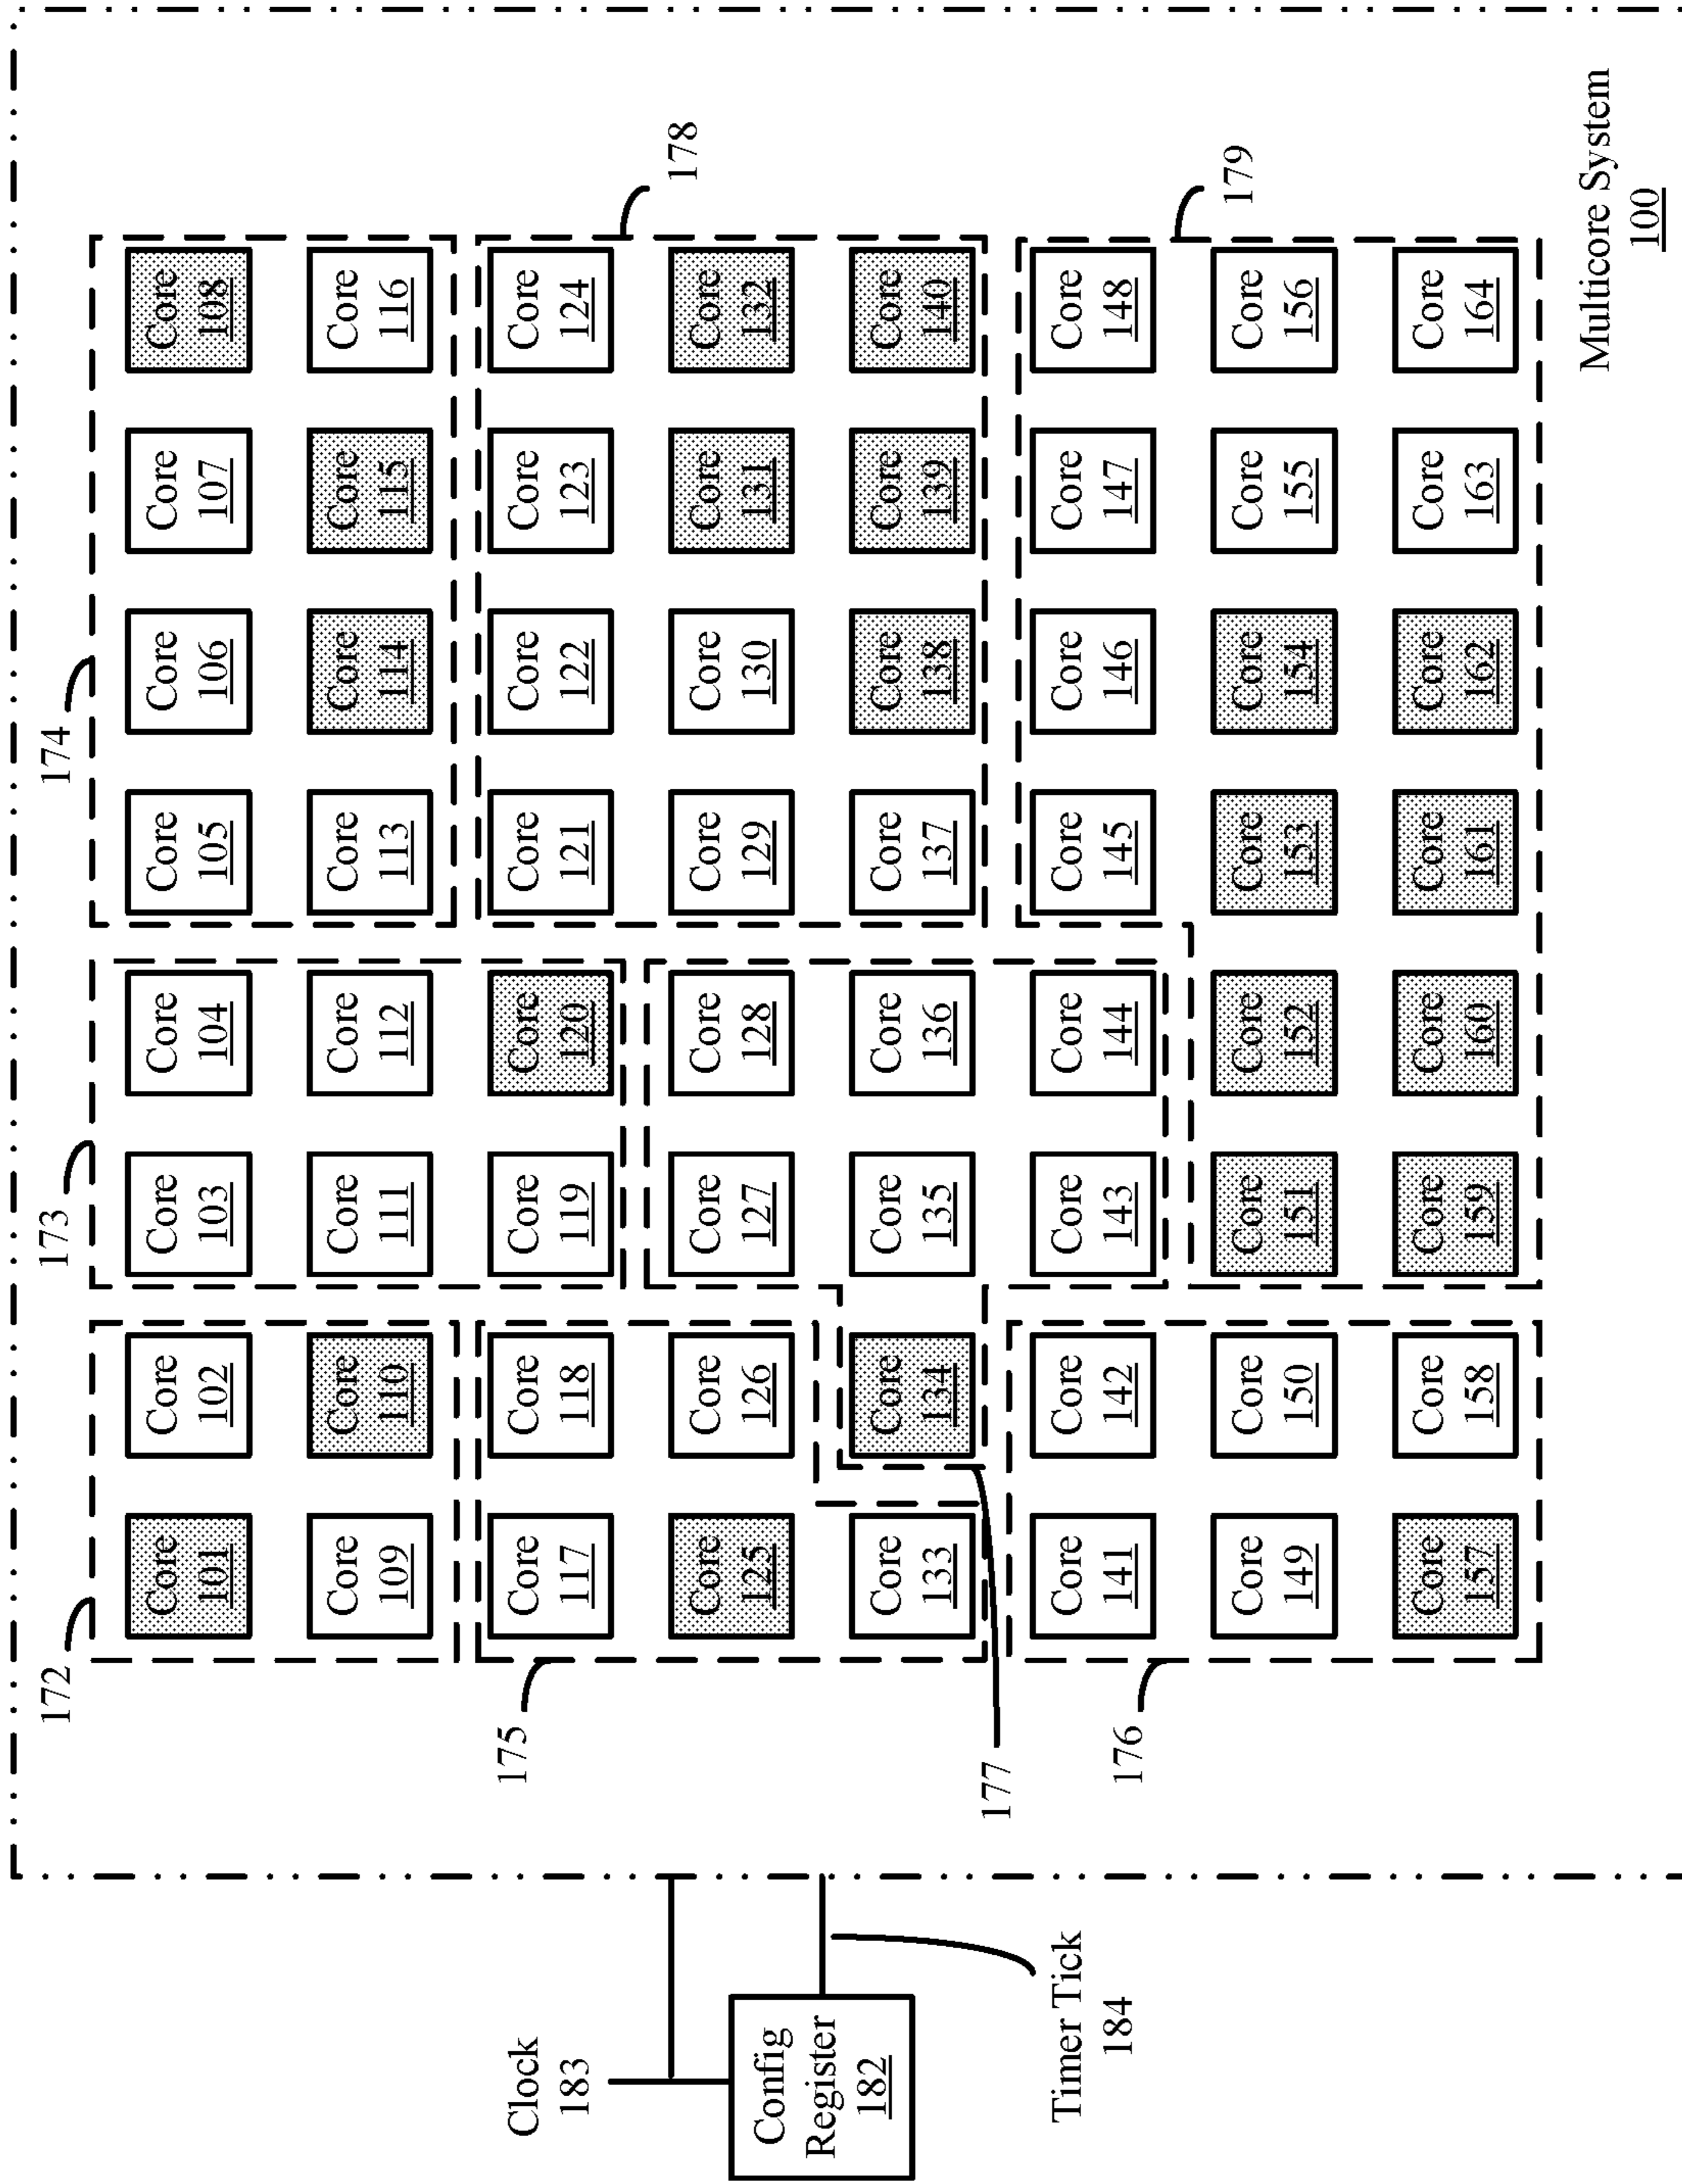 Clock
183
Config
Register
182
Timer Tick
184
172
173
174
Core
101
Core
102
Core
103
Core
104
Core
105
Core
106
Core
107
Core
108
Core
109
Core
110
Core
111
Core
112
Core
113
Core
114
Core
115
Core
116
175
178
Core
117
Core
118
Core
119
Core
120
Core
121
Core
122
Core
123
Core
124
Core
125
Core
126
Core
127
Core
128
Core
129
Core
130
Core
131
Core
132
Core
133
Core
134
Core
135
Core
136
Core
137
Core
138
Core
139
Core
140
177
176
179
Core
141
Core
142
Core
143
Core
144
Core
145
Core
146
Core
147
Core
148
Core
149
Core
150
Core
151
Core
152
Core
153
Core
154
Core
155
Core
156
Core
157
Core
158
Core
159
Core
160
Core
161
Core
162
Core
163
Core
164
Multicore System
100